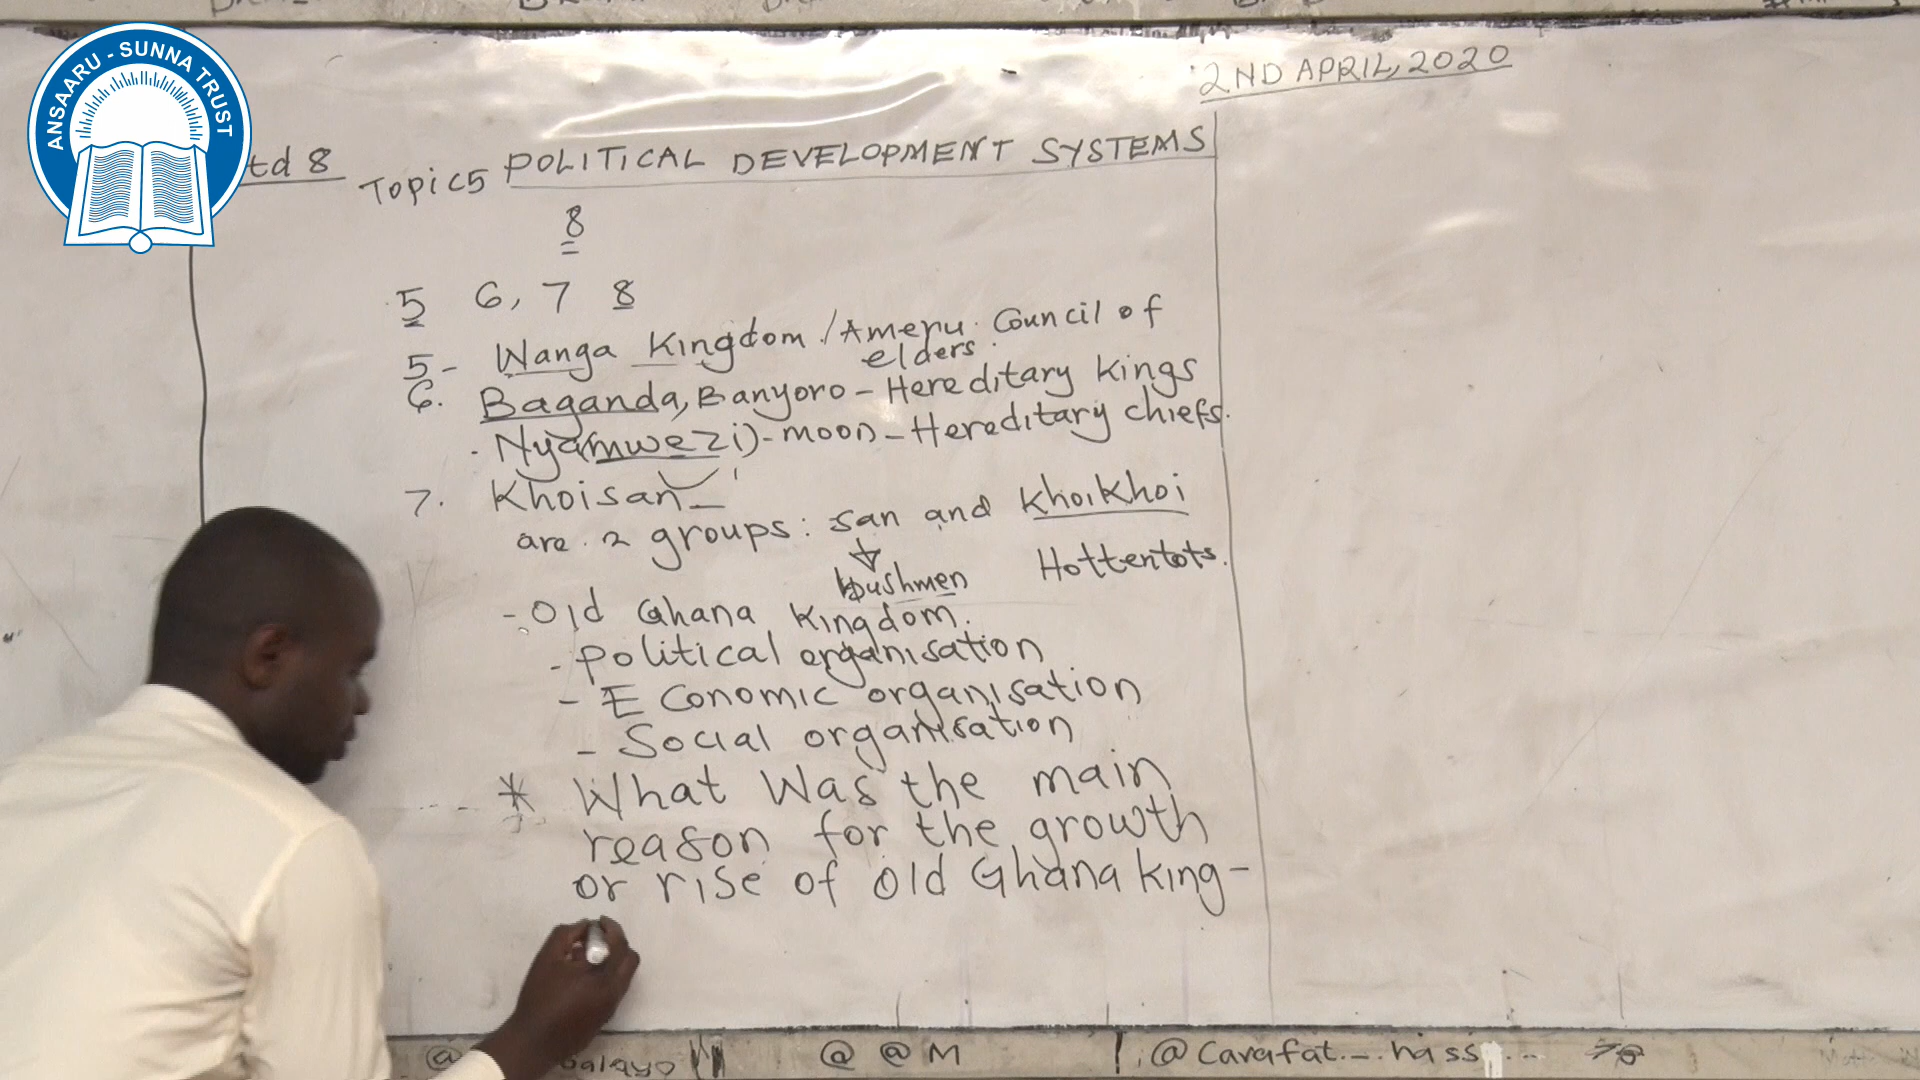 ANSAARU - SUNNA TRUST
2ND APRIL, 2020
td 8
Topic5 POLITICAL DEVELOPMENT SYSTEMS
8
5 6, 7 8
5- Wanga Kingdom /Ameru Council of
elders.
6. Baganda, Banyoro - Hereditary Kings
. Nyamwezi) - moon - Hereditary chiefs.
7. Khoisan -
are 2 groups: san and KhoiKhoi
bushmen Hottentots.
- Old Ghana Kingdom.
- political organisation
- Economic organisation
- Social organisation
* What Was the main
reason for the growth
or rise of Old Ghana King-
@ @ M @ Carafat